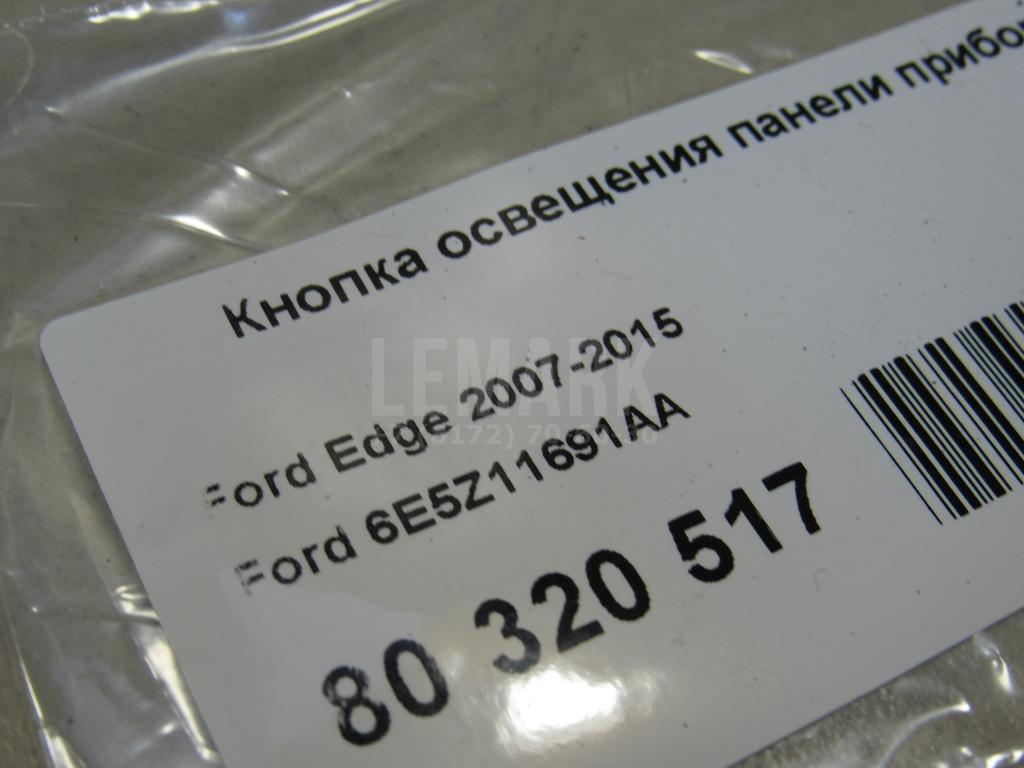 Кнопка освещения панели прибо
Ford Edge 2007-2015
LEMARK
Ford 6E5Z11691AA
80 320 517